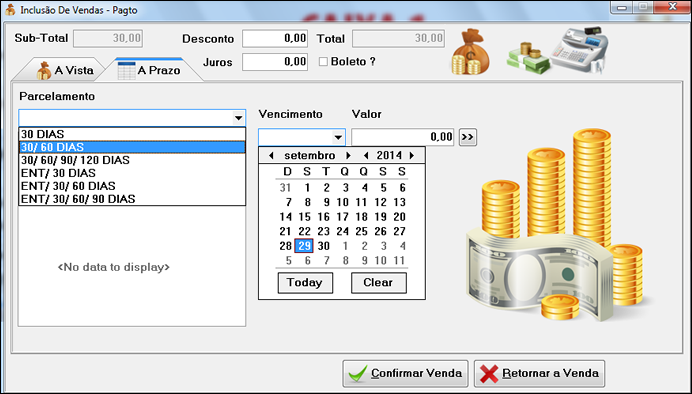 Inclusão De Vendas - Pagto
Sub-Total 30,00 Desconto 0,00 Total 30,00
Juros 0,00 Boleto ?
A Vista A Prazo
Parcelamento
Vencimento Valor
0,00 >>
30 DIAS
30/ 60 DIAS
30/ 60/ 90/ 120 DIAS
ENT/ 30 DIAS
ENT/ 30/ 60 DIAS
ENT/ 30/ 60/ 90 DIAS
<No data to display>
setembro 2014
D S T Q Q S S
31 1 2 3 4 5 6
7 8 9 10 11 12 13
14 15 16 17 18 19 20
21 22 23 24 25 26 27
28 29 30 1 2 3 4
5 6 7 8 9 10 11
Today Clear
Confirmar Venda Retornar a Venda